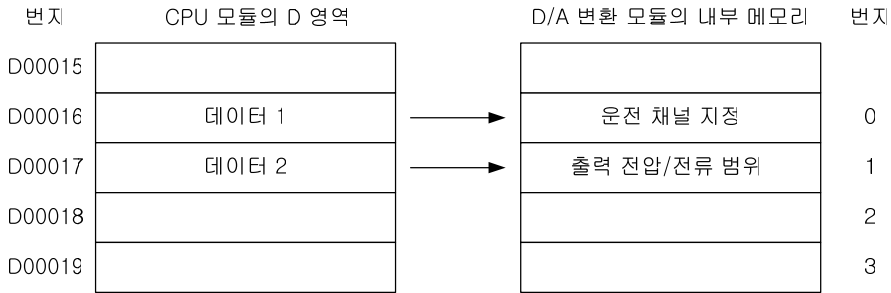 번지 CPU 모듈의 D 영역 D/A 변환 모듈의 내부 메모리 번지
D00015
D00016 데이터 1 운전 채널 지정 0
D00017 데이터 2 출력 전압/전류 범위 1
D00018 2
D00019 3